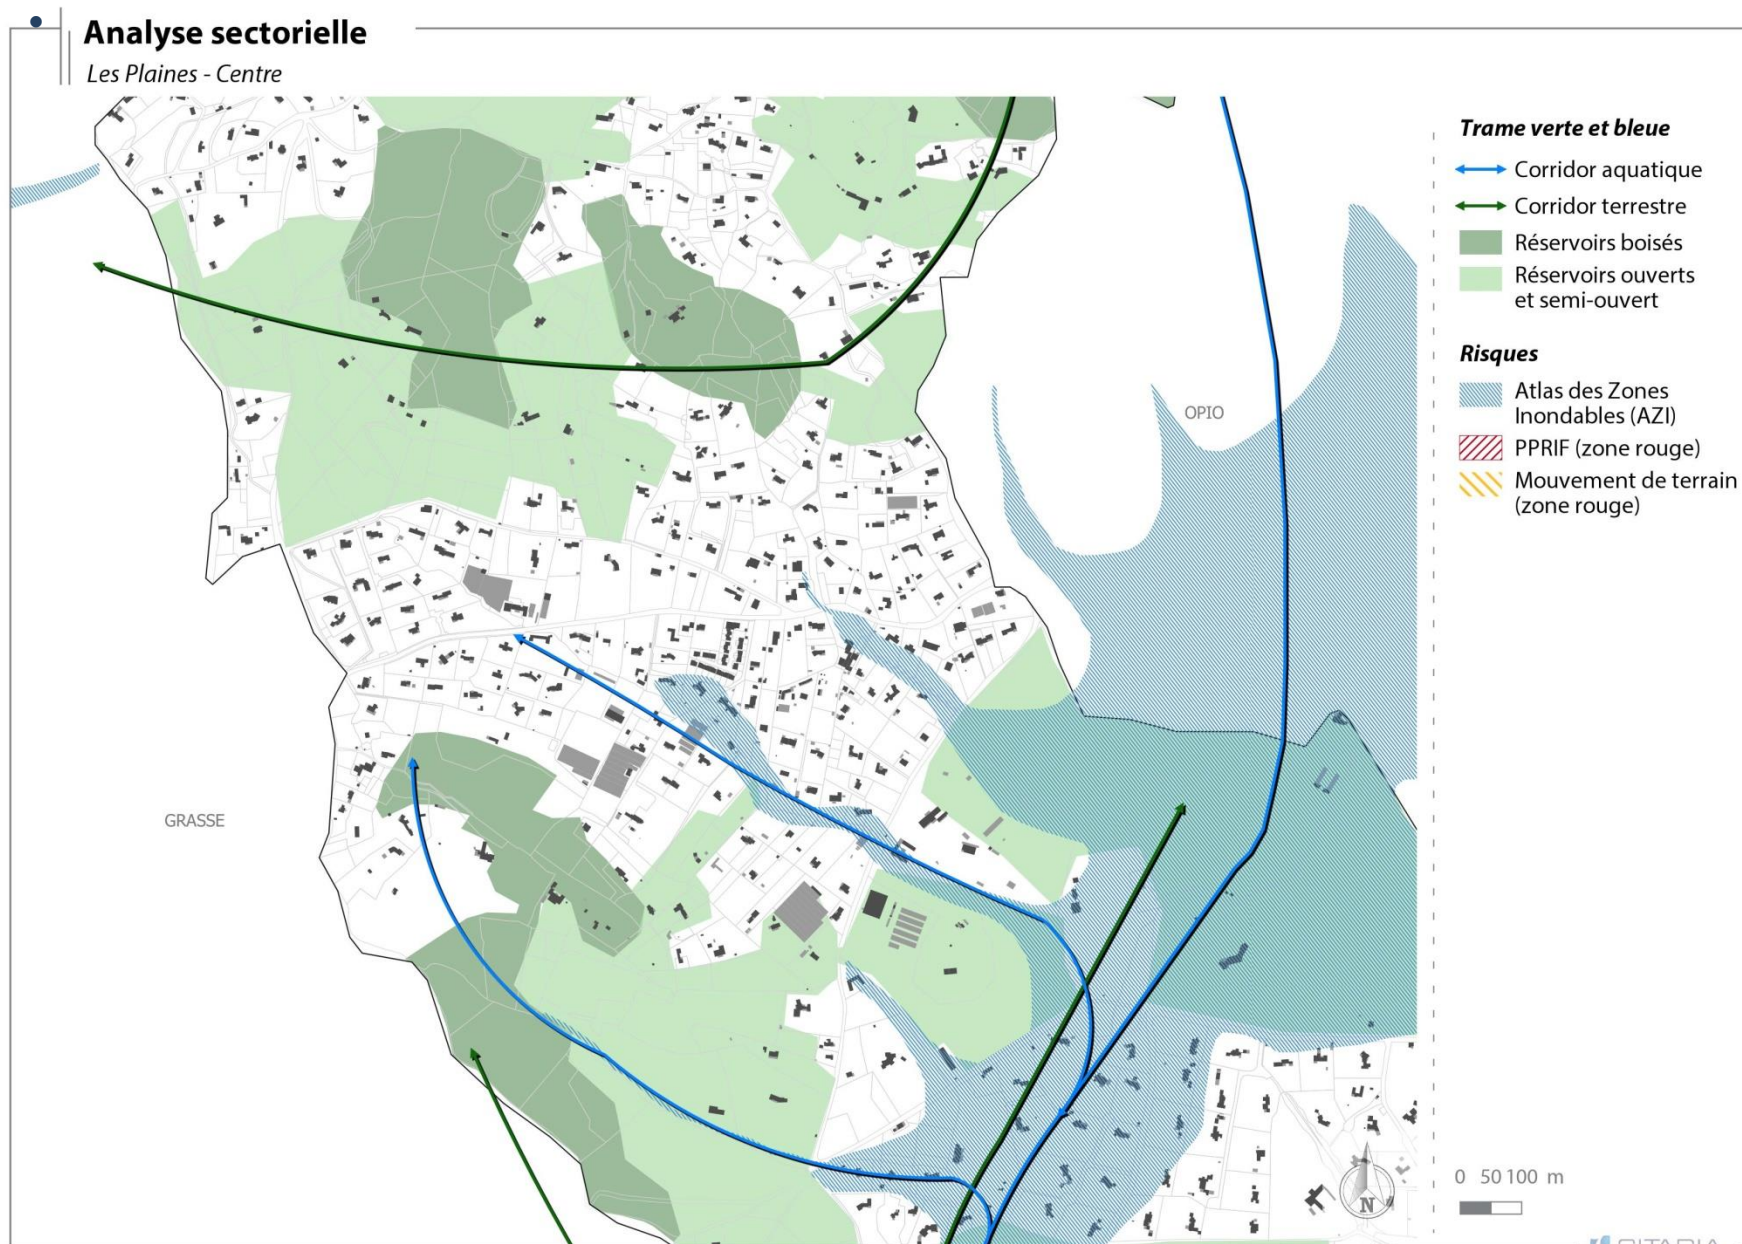 Analyse sectorielle
Les Plaines - Centre
Trame verte et bleue
Corridor aquatique
Corridor terrestre
Réservoirs boisés
Réservoirs ouverts
et semi-ouvert
Risques
Atlas des Zones
Inondables (AZI)
PPRIF (zone rouge)
Mouvement de terrain
(zone rouge)
OPIO
GRASSE
0 50 100 m
N